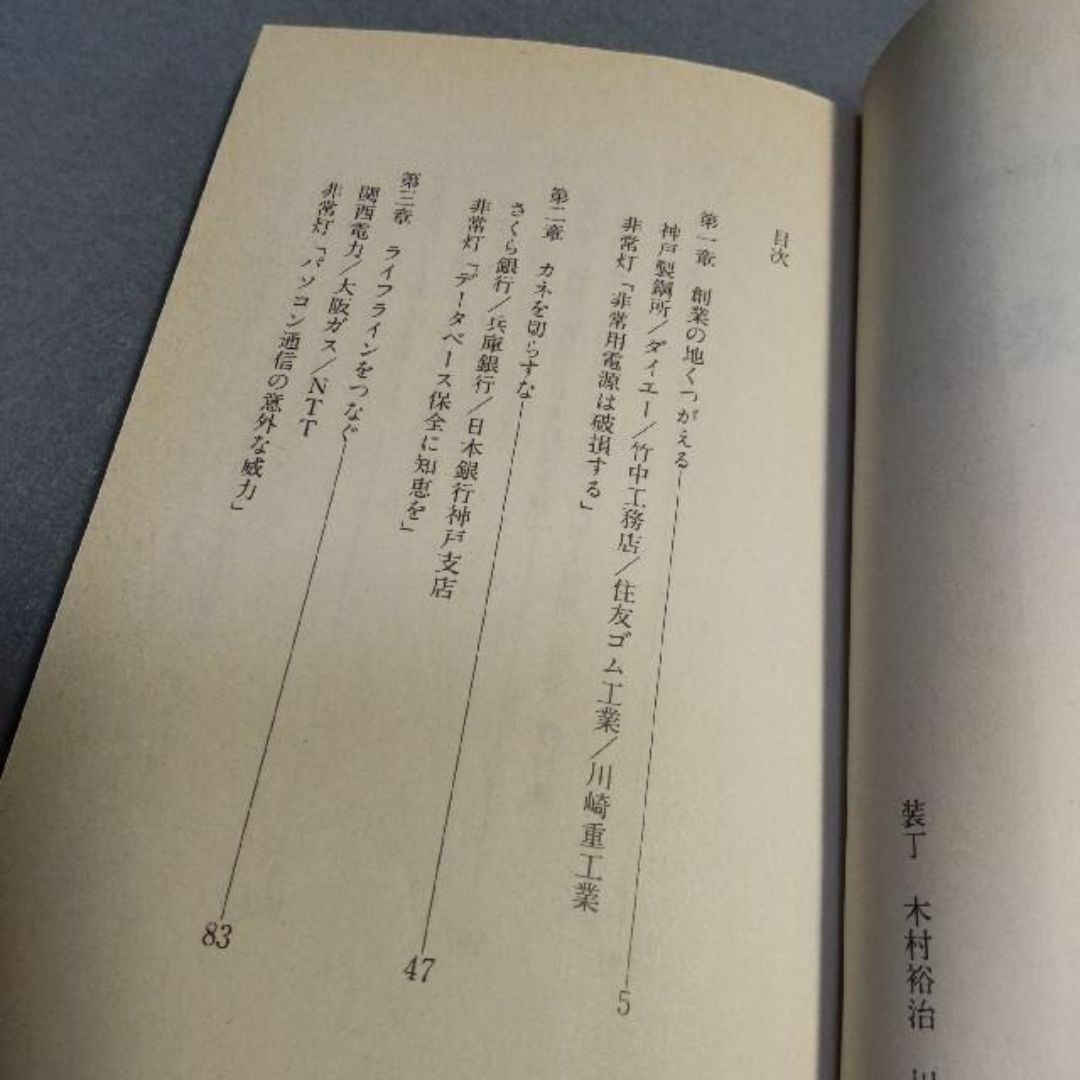 装丁 木村裕治
目次
第一章 創業の地くつがえる 5
神戸製鋼所/ダイエー/竹中工務店/住友ゴム工業/川崎重工業
非常灯「非常用電源は破損する」
第二章 カネを切らすな 47
さくら銀行/兵庫銀行/日本銀行神戸支店
非常灯「データベース保全に知恵を」
第三章 ライフラインをつなぐ 83
関西電力/大阪ガス/NTT
非常灯「パソコン通信の意外な威力」